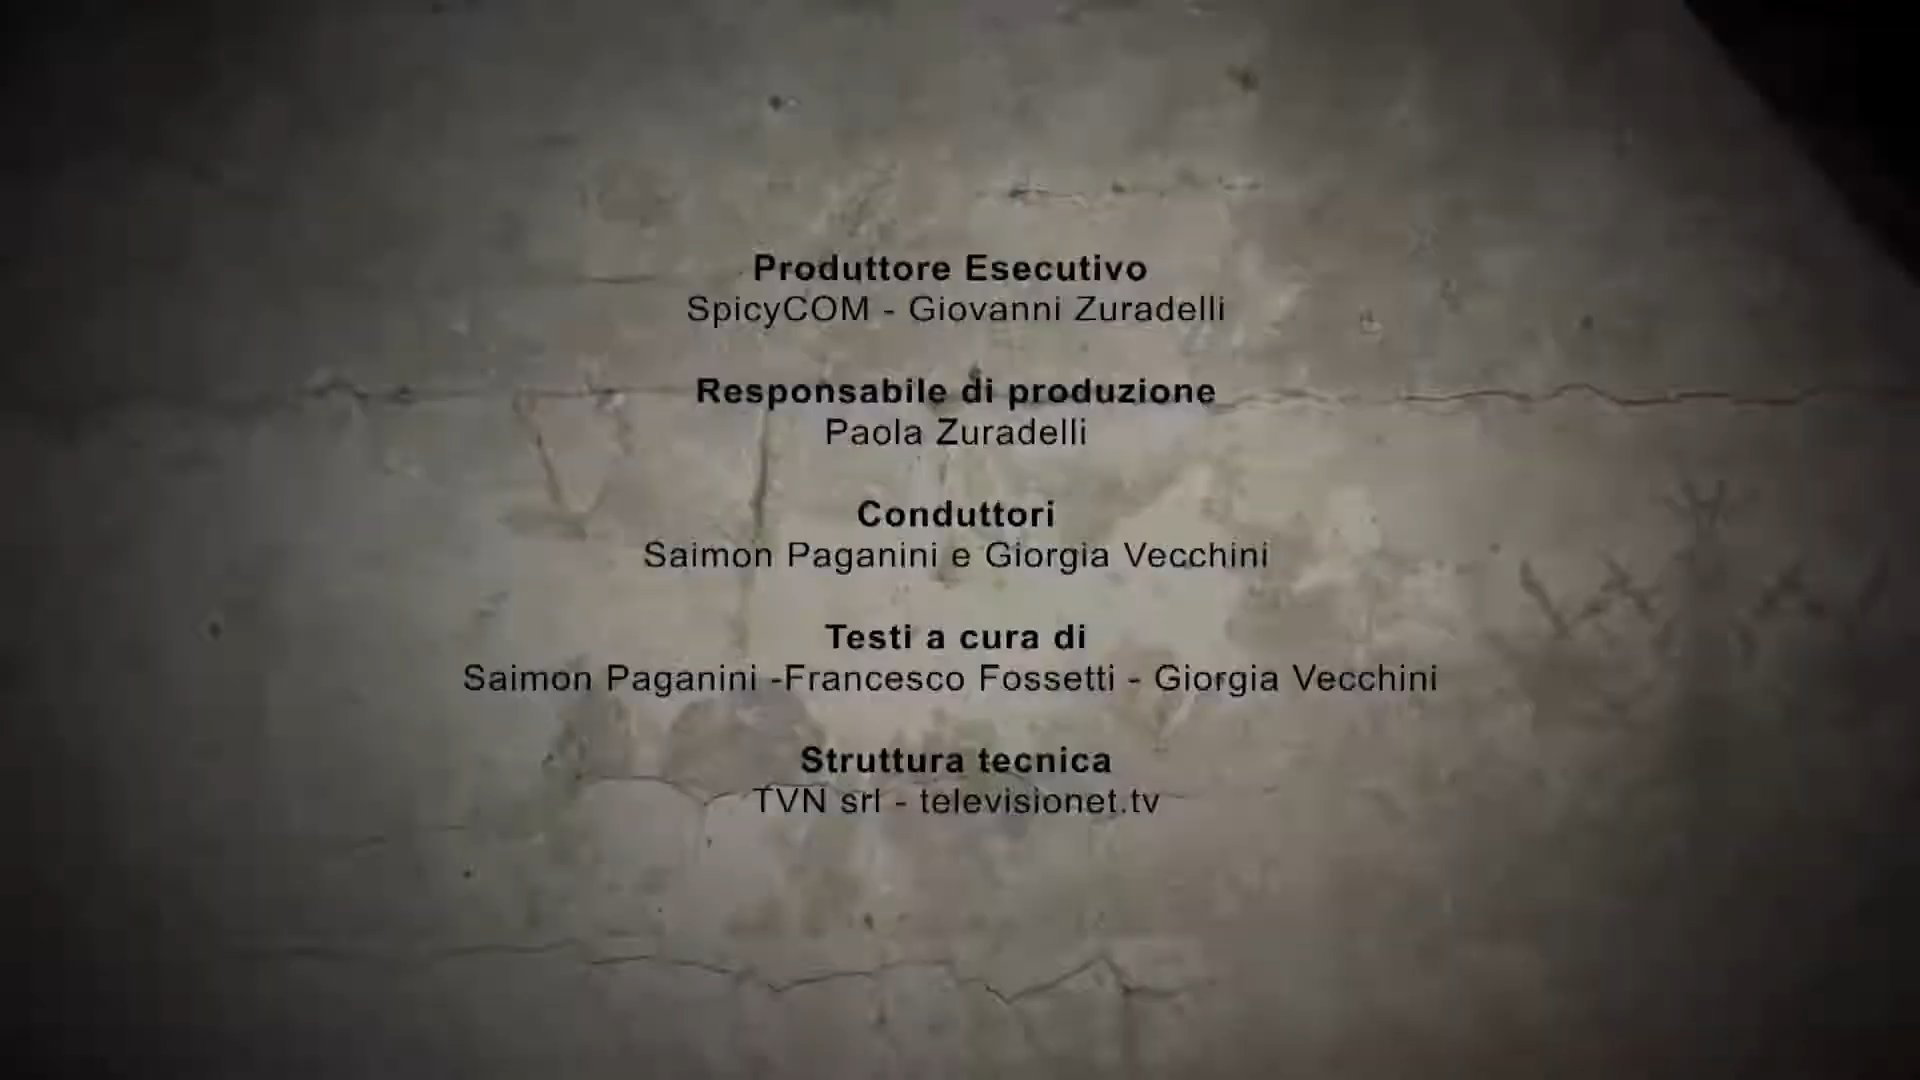 Produttore Esecutivo
SpicyCOM - Giovanni Zuradelli
Responsabile di produzione
Paola Zuradelli
Conduttori
Saimon Paganini e Giorgia Vecchini
Testi a cura di
Saimon Paganini -Francesco Fossetti - Giorgia Vecchini
Struttura tecnica
TVN srl - televisionet.tv